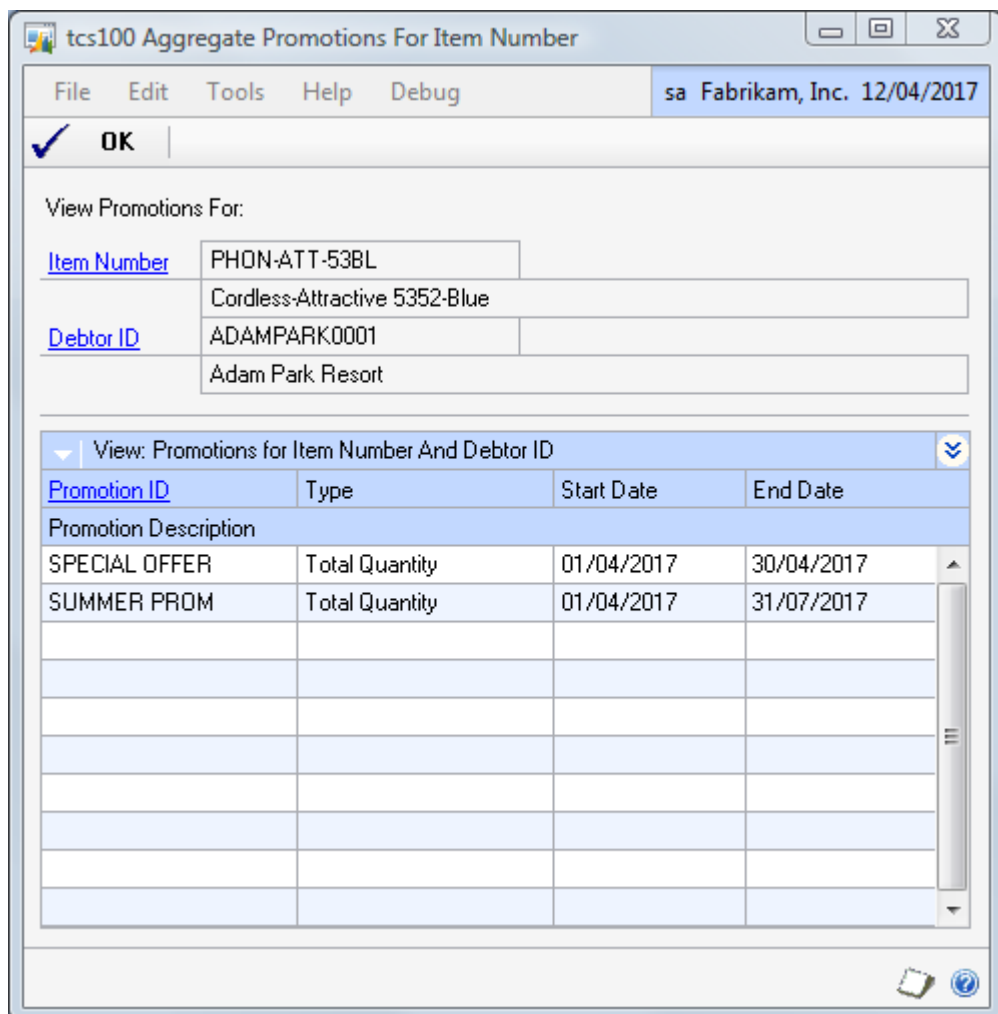 tcs100 Aggregate Promotions For Item Number
File Edit Tools Help Debug sa Fabrikam, Inc. 12/04/2017
OK
View Promotions For:
Item Number PHON-ATT-53BL
Cordless-Attractive 5352-Blue
Debtor ID ADAMPARK0001
Adam Park Resort
View: Promotions for Item Number And Debtor ID
Promotion ID Type Start Date End Date
Promotion Description
SPECIAL OFFER Total Quantity 01/04/2017 30/04/2017
SUMMER PROM Total Quantity 01/04/2017 31/07/2017